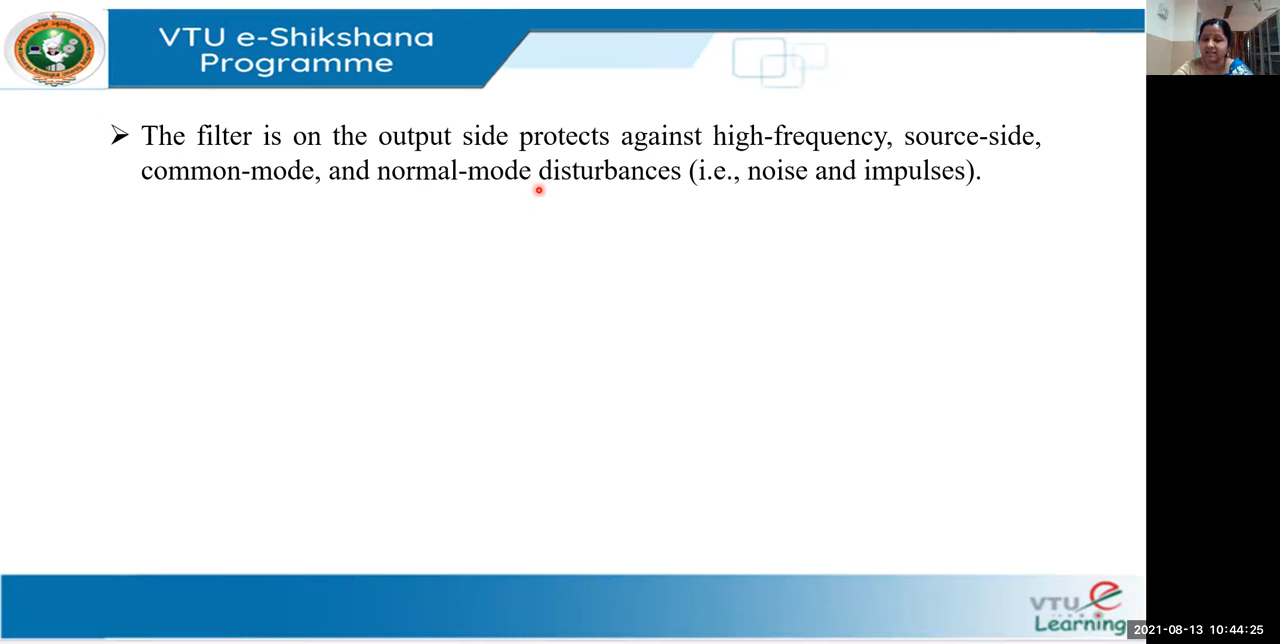 VTU e-Shikshana
Programme
➢ The filter is on the output side protects against high-frequency, source-side,
common-mode, and normal-mode disturbances (i.e., noise and impulses).
VTU e
Learning
2021-08-13 10:44:25